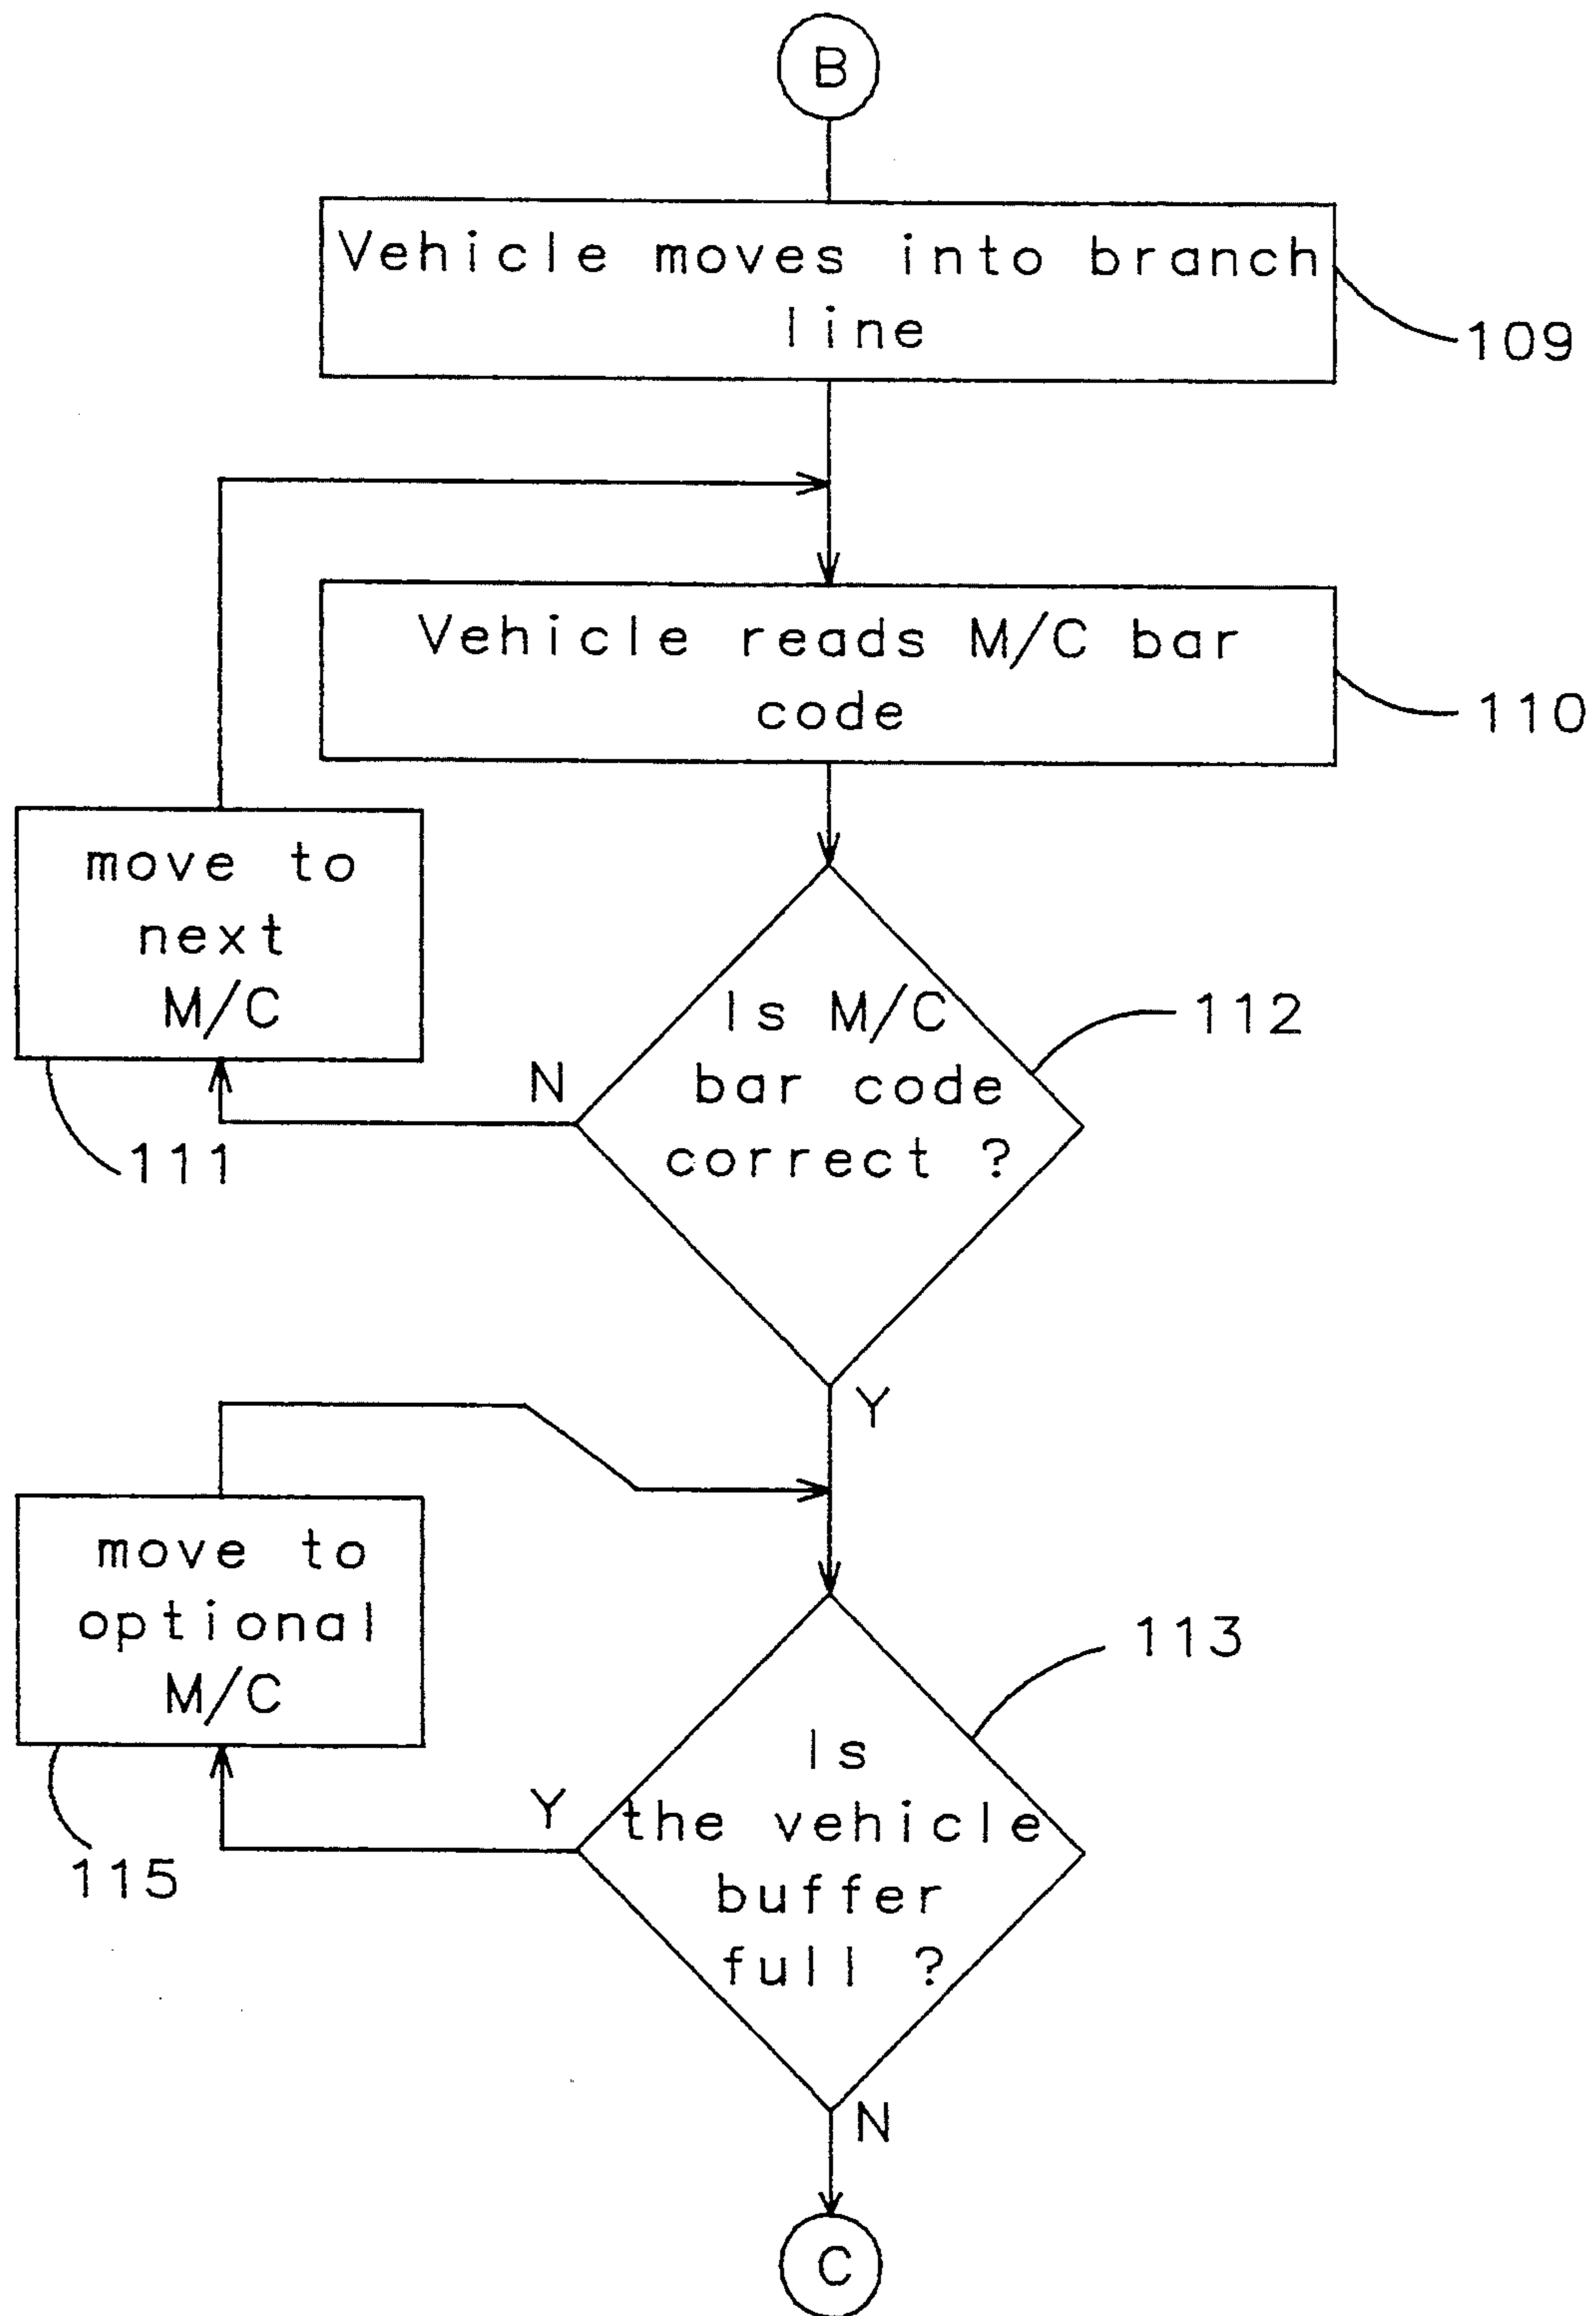 B
Vehicle moves into branch
line
109
Vehicle reads M/C bar
code
110
move to
next
M/C
111
Is M/C
bar code
correct ?
112
N
Y
move to
optional
M/C
115
Is
the vehicle
buffer
full ?
113
Y
N
C